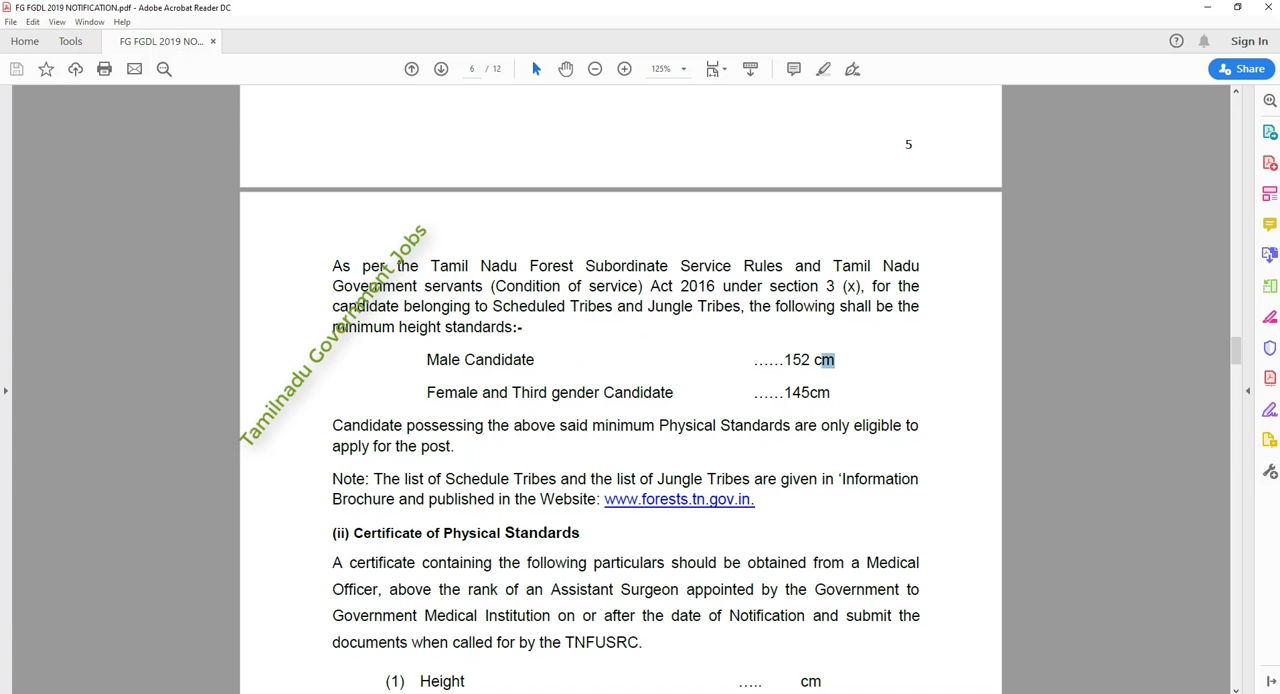 FG FGDL 2019 NOTIFICATION.pdf - Adobe Acrobat Reader DC
File Edit View Window Help
Home Tools FG FGDL 2019 NO... × Sign In
6 / 12 125% Share
5
Tamilnadu Government Jobs
As per the Tamil Nadu Forest Subordinate Service Rules and Tamil Nadu
Government servants (Condition of service) Act 2016 under section 3 (x), for the
candidate belonging to Scheduled Tribes and Jungle Tribes, the following shall be the
minimum height standards:-
Male Candidate ......152 cm
Female and Third gender Candidate ......145cm
Candidate possessing the above said minimum Physical Standards are only eligible to
apply for the post.
Note: The list of Schedule Tribes and the list of Jungle Tribes are given in ‘Information
Brochure and published in the Website: www.forests.tn.gov.in.
(ii) Certificate of Physical Standards
A certificate containing the following particulars should be obtained from a Medical
Officer, above the rank of an Assistant Surgeon appointed by the Government to
Government Medical Institution on or after the date of Notification and submit the
documents when called for by the TNFUSRC.
(1) Height ..... cm